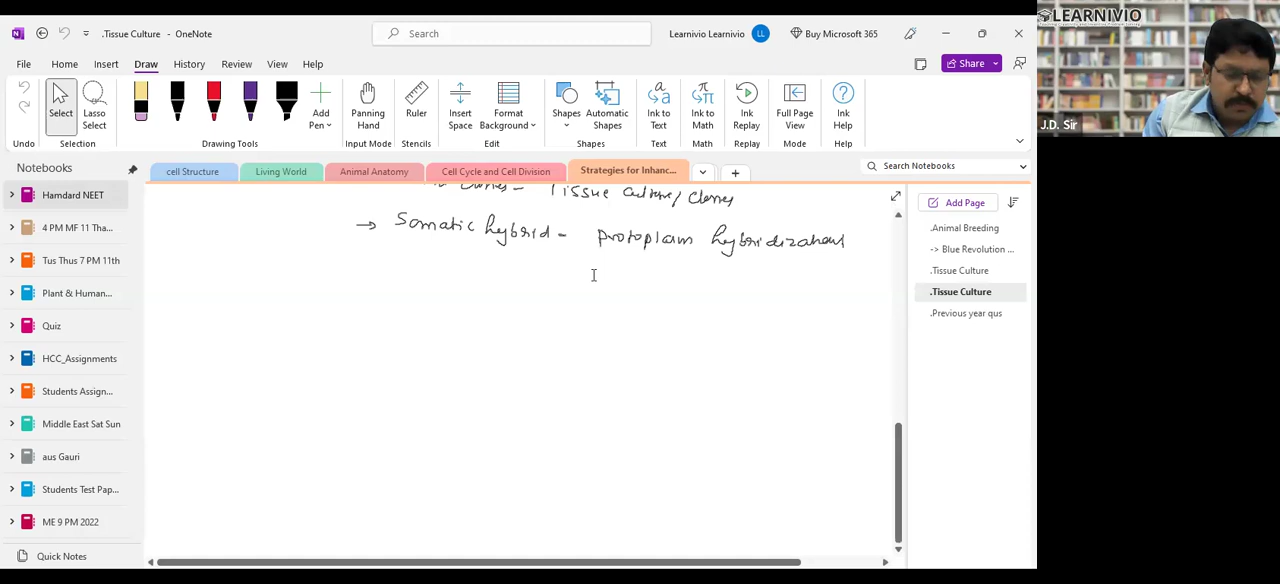 .Tissue Culture - OneNote
Search
Learnivio Learnivio LL
Buy Microsoft 365
File Home Insert Draw History Review View Help
Share
Select
Lasso Select
Add Pen
Panning Hand
Ruler
Insert Space
Format Background
Shapes
Automatic Shapes
Ink to Text
Ink to Math
Ink Replay
Full Page View
Ink Help
Undo Selection Drawing Tools Input Mode Stencils Edit Shapes Text Math Replay Mode Help
Notebooks
cell Structure Living World Animal Anatomy Cell Cycle and Cell Division Strategies for Enhanc...
Search Notebooks
Hamdard NEET
4 PM MF 11 Tha...
Tus Thus 7 PM 11th
Plant & Human...
Quiz
HCC_Assignments
Students Assign...
Middle East Sat Sun
aus Gauri
Students Test Pap...
ME 9 PM 2022
Quick Notes
- Tissue Culture/
→ Somatic hybrid - Protoplasm
Add Page
.Animal Breeding
-> Blue Revolution ...
.Tissue Culture
.Tissue Culture
.Previous year qus
LEARNIVIO
J.D. Sir